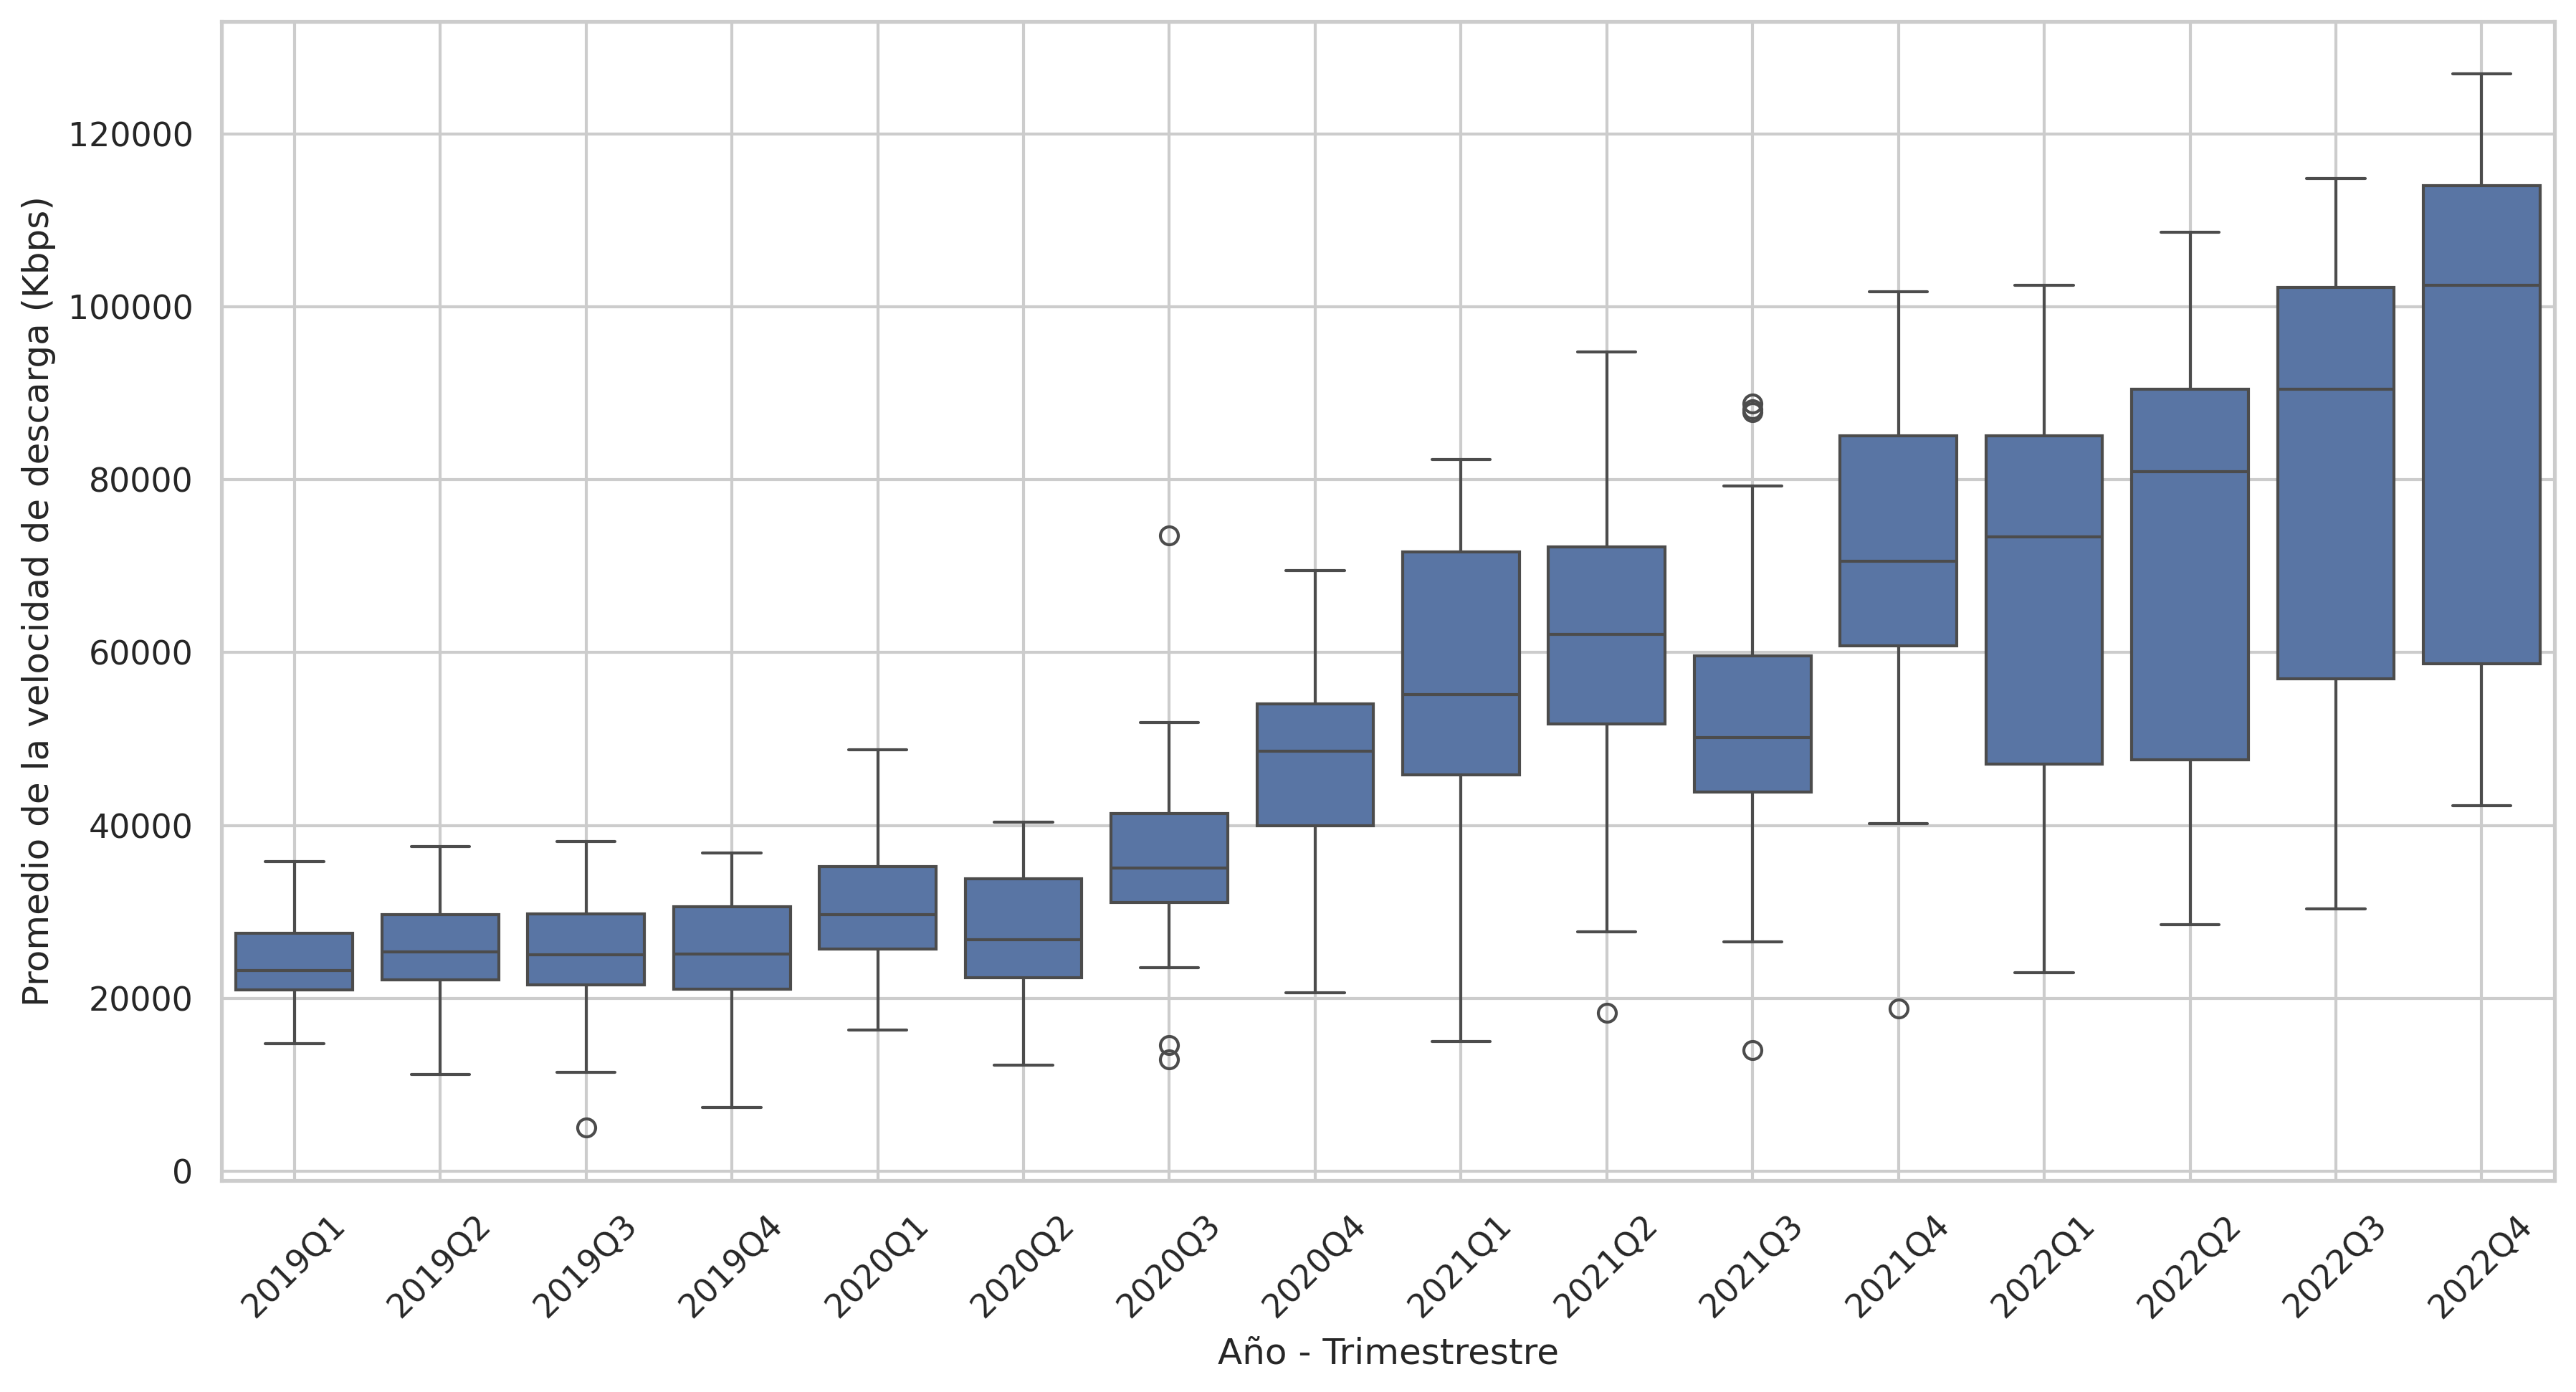 Promedio de la velocidad de descarga (Kbps)
120000
100000
80000
60000
40000
20000
0
2019Q1
2019Q2
2019Q3
2019Q4
2020Q1
2020Q2
2020Q3
2020Q4
2021Q1
2021Q2
2021Q3
2021Q4
2022Q1
2022Q2
2022Q3
2022Q4
Año - Trimestrestre